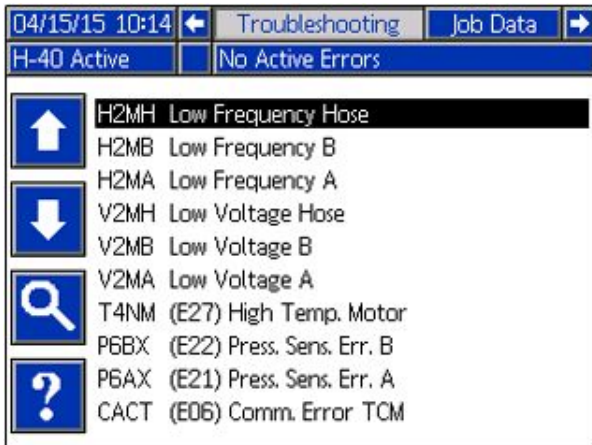 04/15/15 10:14 Troubleshooting Job Data
H-40 Active No Active Errors
H2MH Low Frequency Hose
H2MB Low Frequency B
H2MA Low Frequency A
V2MH Low Voltage Hose
V2MB Low Voltage B
V2MA Low Voltage A
T4NM (E27) High Temp. Motor
P6BX (E22) Press. Sens. Err. B
P6AX (E21) Press. Sens. Err. A
? CACT (E06) Comm. Error TCM